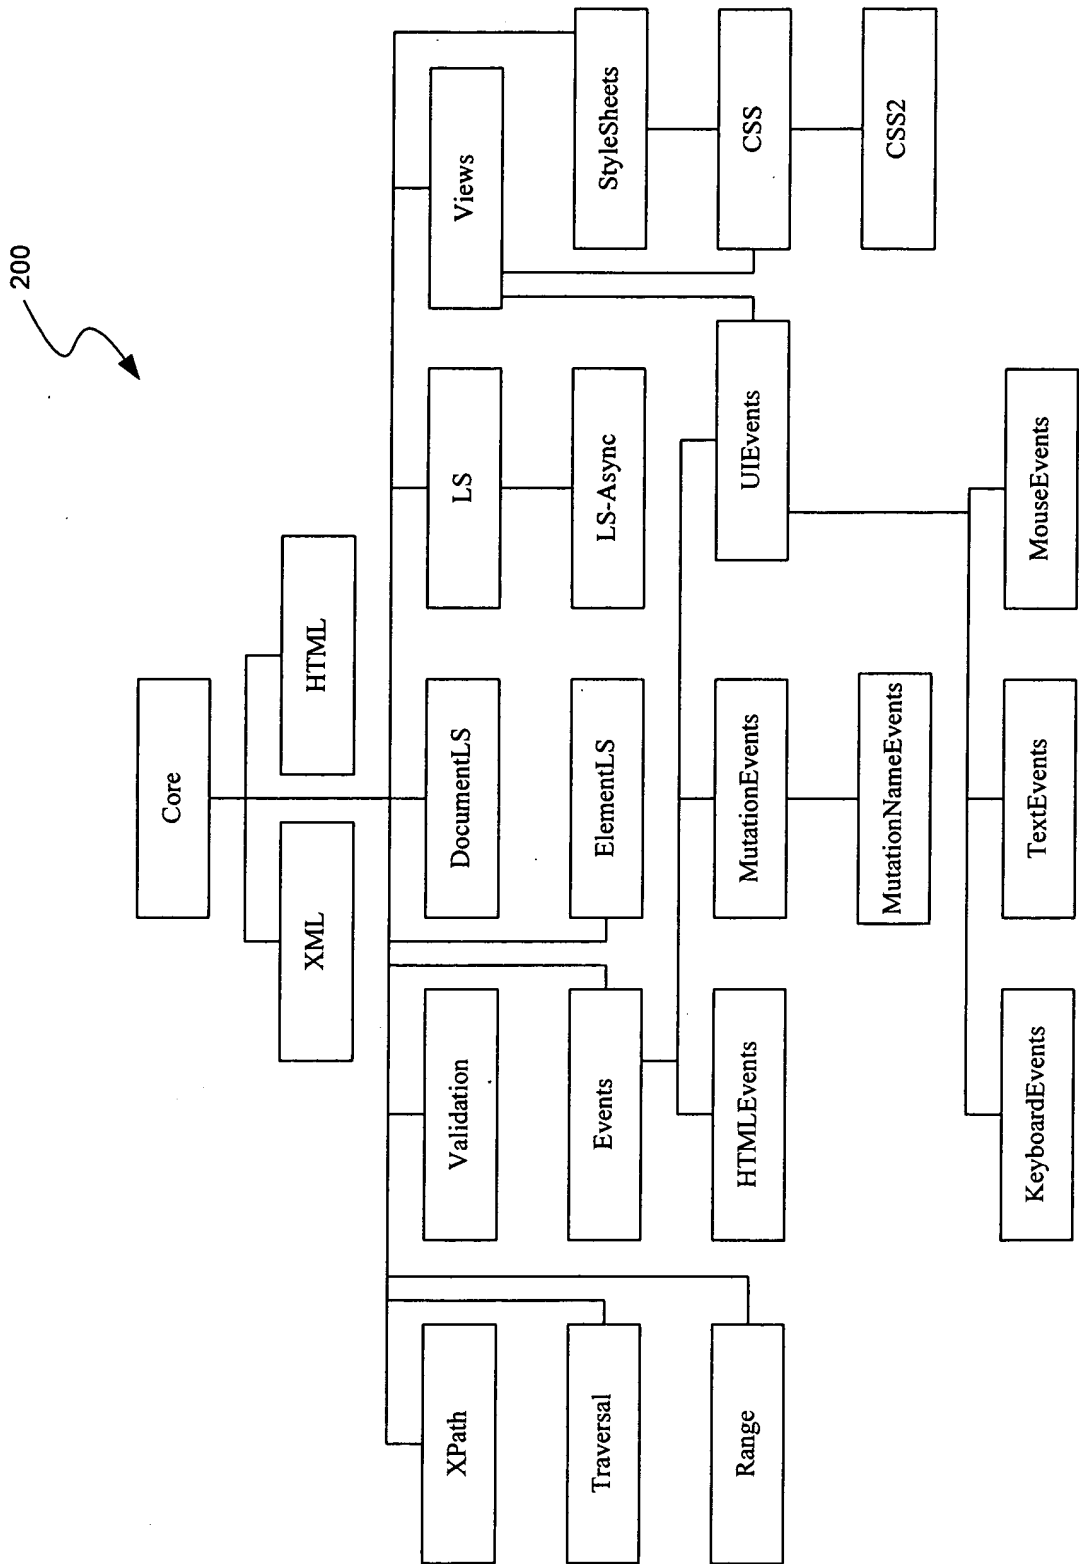 200
Core
XML
HTML
XPath
Validation
DocumentLS
LS
Views
Traversal
Events
ElementLS
LS-Async
StyleSheets
Range
HTMLEvents
MutationEvents
UIEvents
CSS
MutationNameEvents
CSS2
KeyboardEvents
TextEvents
MouseEvents